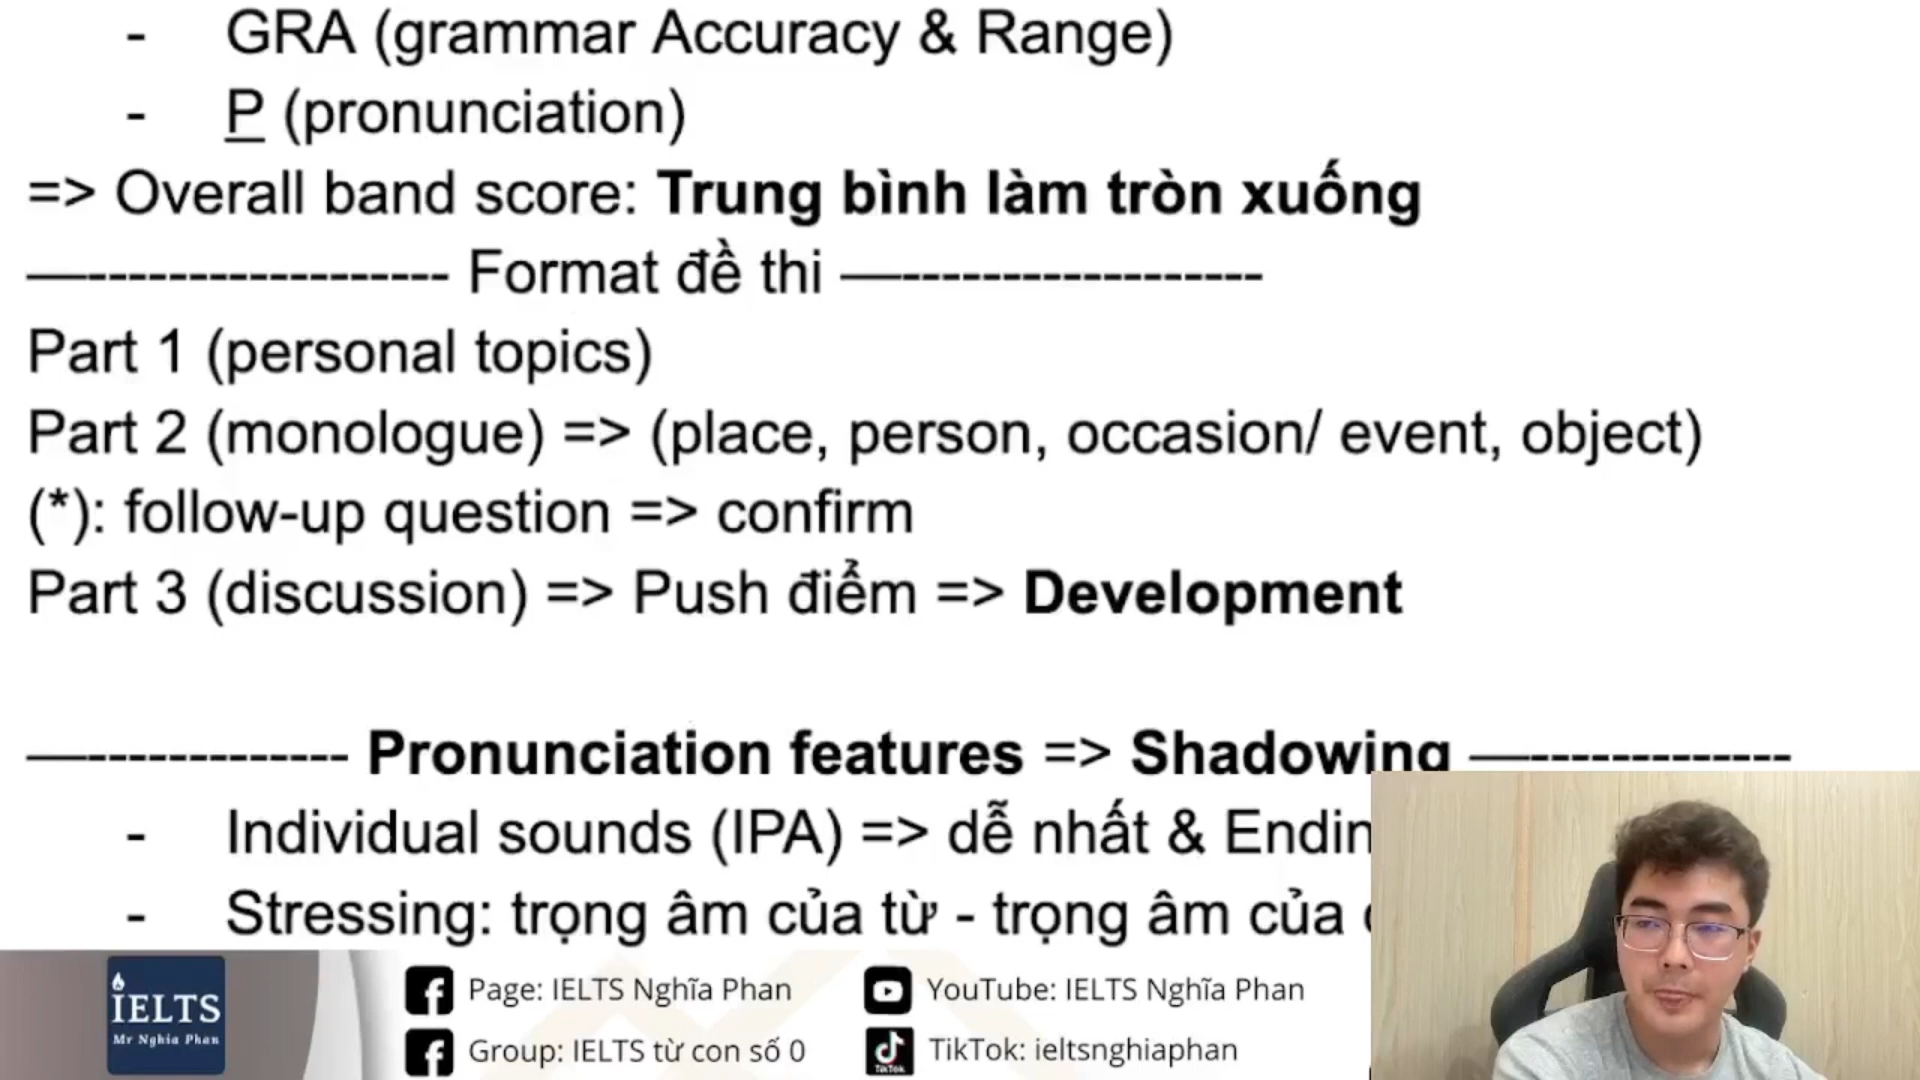 - GRA (grammar Accuracy & Range)
- P (pronunciation)
=> Overall band score: Trung bình làm tròn xuống
—------------------ Format đề thi —------------------
Part 1 (personal topics)
Part 2 (monologue) => (place, person, occasion/ event, object)
(*): follow-up question => confirm
Part 3 (discussion) => Push điểm => Development
—------------- Pronunciation features => Shadowing —-------------
- Individual sounds (IPA) => dễ nhất &
- Stressing: trọng âm của từ - trọng âm của
IELTS
Mr Nghia Phan
Page: IELTS Nghĩa Phan
YouTube: IELTS Nghĩa Phan
Group: IELTS từ con số 0
TikTok
TikTok: ieltsnghiaphan